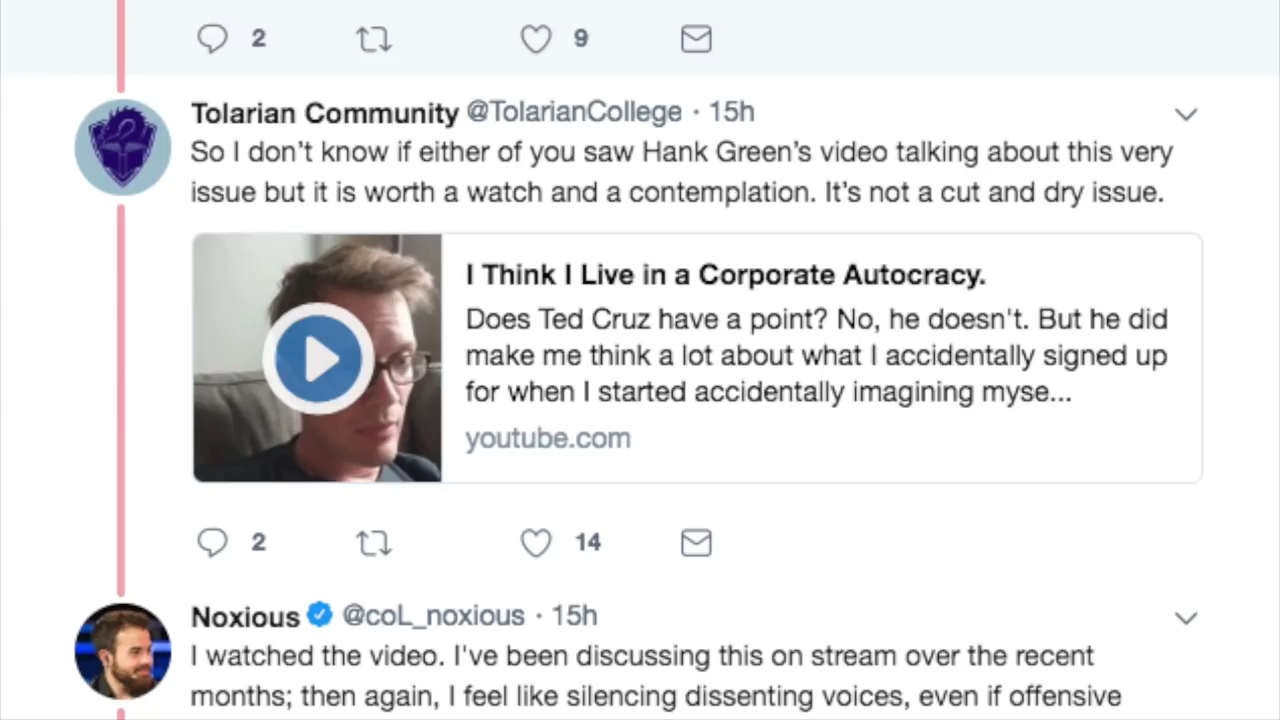 2 9
Tolarian Community @TolarianCollege · 15h
So I don't know if either of you saw Hank Green's video talking about this very
issue but it is worth a watch and a contemplation. It's not a cut and dry issue.
I Think I Live in a Corporate Autocracy.
Does Ted Cruz have a point? No, he doesn't. But he did
make me think a lot about what I accidentally signed up
for when I started accidentally imagining myse...
youtube.com
2 14
Noxious @coL_noxious · 15h
I watched the video. I've been discussing this on stream over the recent
months; then again, I feel like silencing dissenting voices, even if offensive